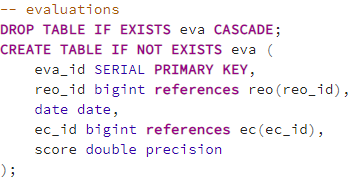 -- evaluations
DROP TABLE IF EXISTS eva CASCADE;
CREATE TABLE IF NOT EXISTS eva (
    eva_id SERIAL PRIMARY KEY,
    reo_id bigint references reo(reo_id),
    date date,
    ec_id bigint references ec(ec_id),
    score double precision
);